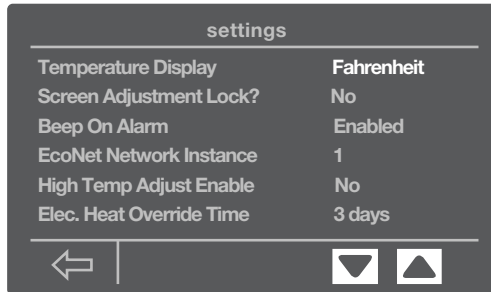 settings
Temperature Display Fahrenheit
Screen Adjustment Lock? No
Beep On Alarm Enabled
EcoNet Network Instance 1
High Temp Adjust Enable No
Elec. Heat Override Time 3 days